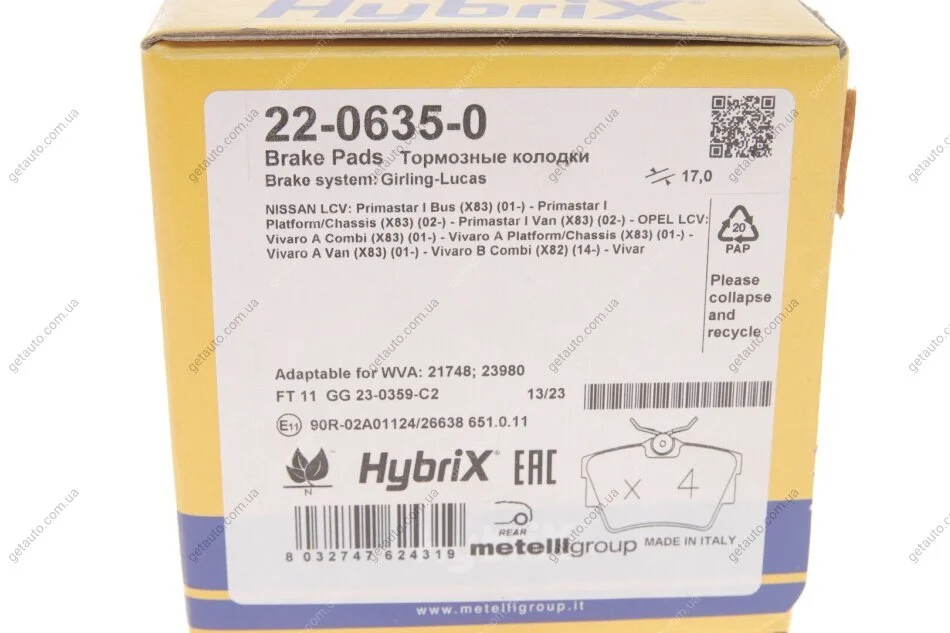 HybriX
22-0635-0
Brake Pads Тормозные колодки
Brake system: Girling-Lucas
17,0
NISSAN LCV: Primastar I Bus (X83) (01-) - Primastar I
Platform/Chassis (X83) (02-) - Primastar I Van (X83) (02-) - OPEL LCV:
Vivaro A Combi (X83) (01-) - Vivaro A Platform/Chassis (X83) (01-) -
Vivaro A Van (X83) (01-) - Vivaro B Combi (X82) (14-) - Vivar
20
PAP
Please
collapse
and
recycle
Adaptable for WVA: 21748; 23980
FT 11 GG 23-0359-C2 13/23
E11 90R-02A01124/26638 651.0.11
N
HybriX EAC
x 4
REAR
8 032747 624319
metelligroup MADE IN ITALY
HybriX
www.metelligroup.it
getauto.com.ua